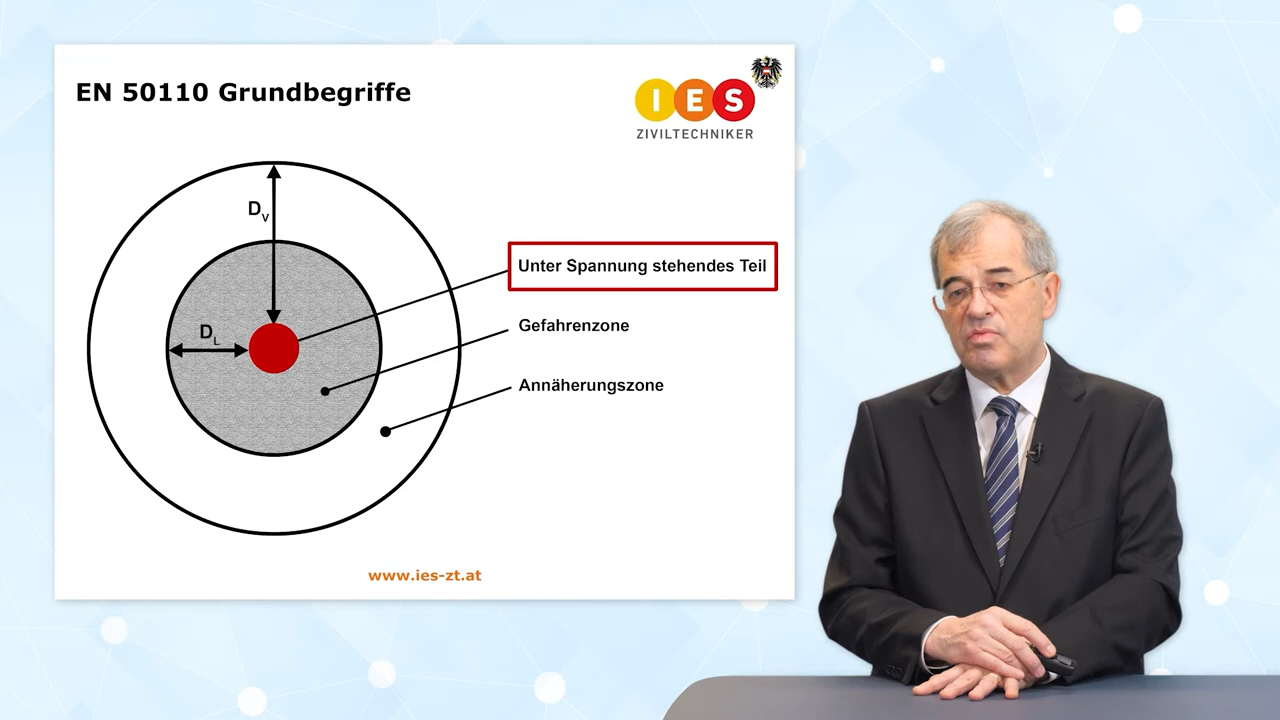 EN 50110 Grundbegriffe
IES
ZIVILTECHNIKER
DV
DL
Unter Spannung stehendes Teil
Gefahrenzone
Annäherungszone
www.ies-zt.at